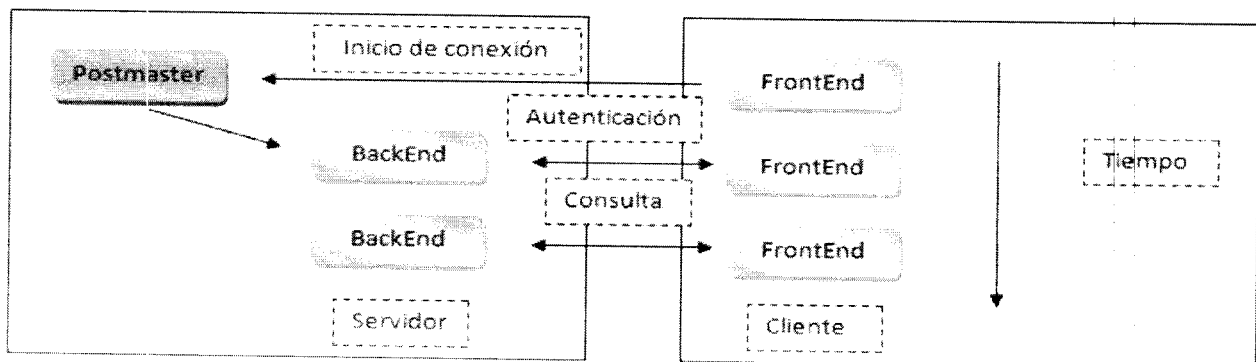 Inicio de conexión
Postmaster
FrontEnd
Autenticación
BackEnd
FrontEnd
Tiempo
Consulta
BackEnd
FrontEnd
Servidor
Cliente